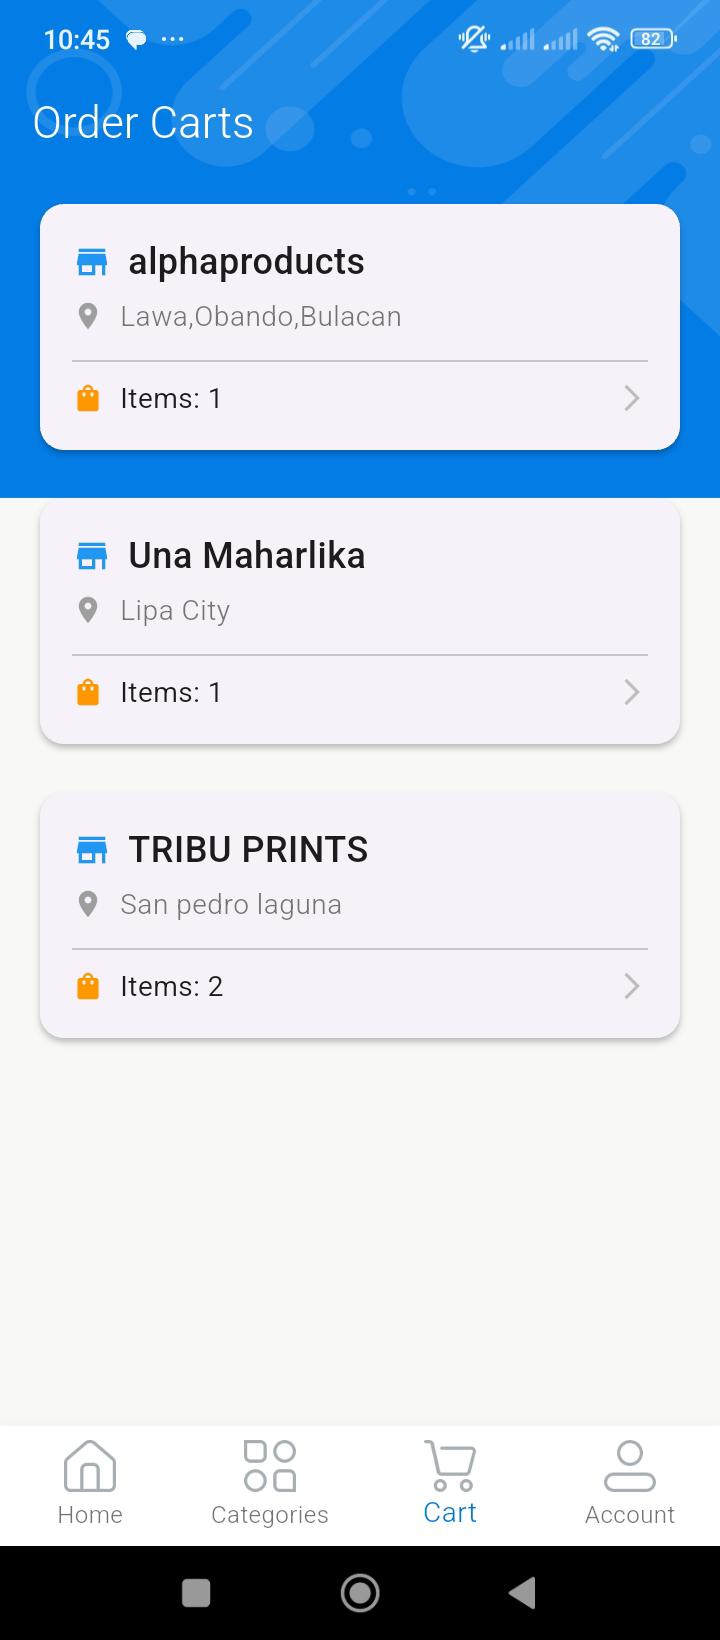 10:45
82
Order Carts
alphaproducts
Lawa,Obando,Bulacan
Items: 1
Una Maharlika
Lipa City
Items: 1
TRIBU PRINTS
San pedro laguna
Items: 2
Home Categories Cart Account